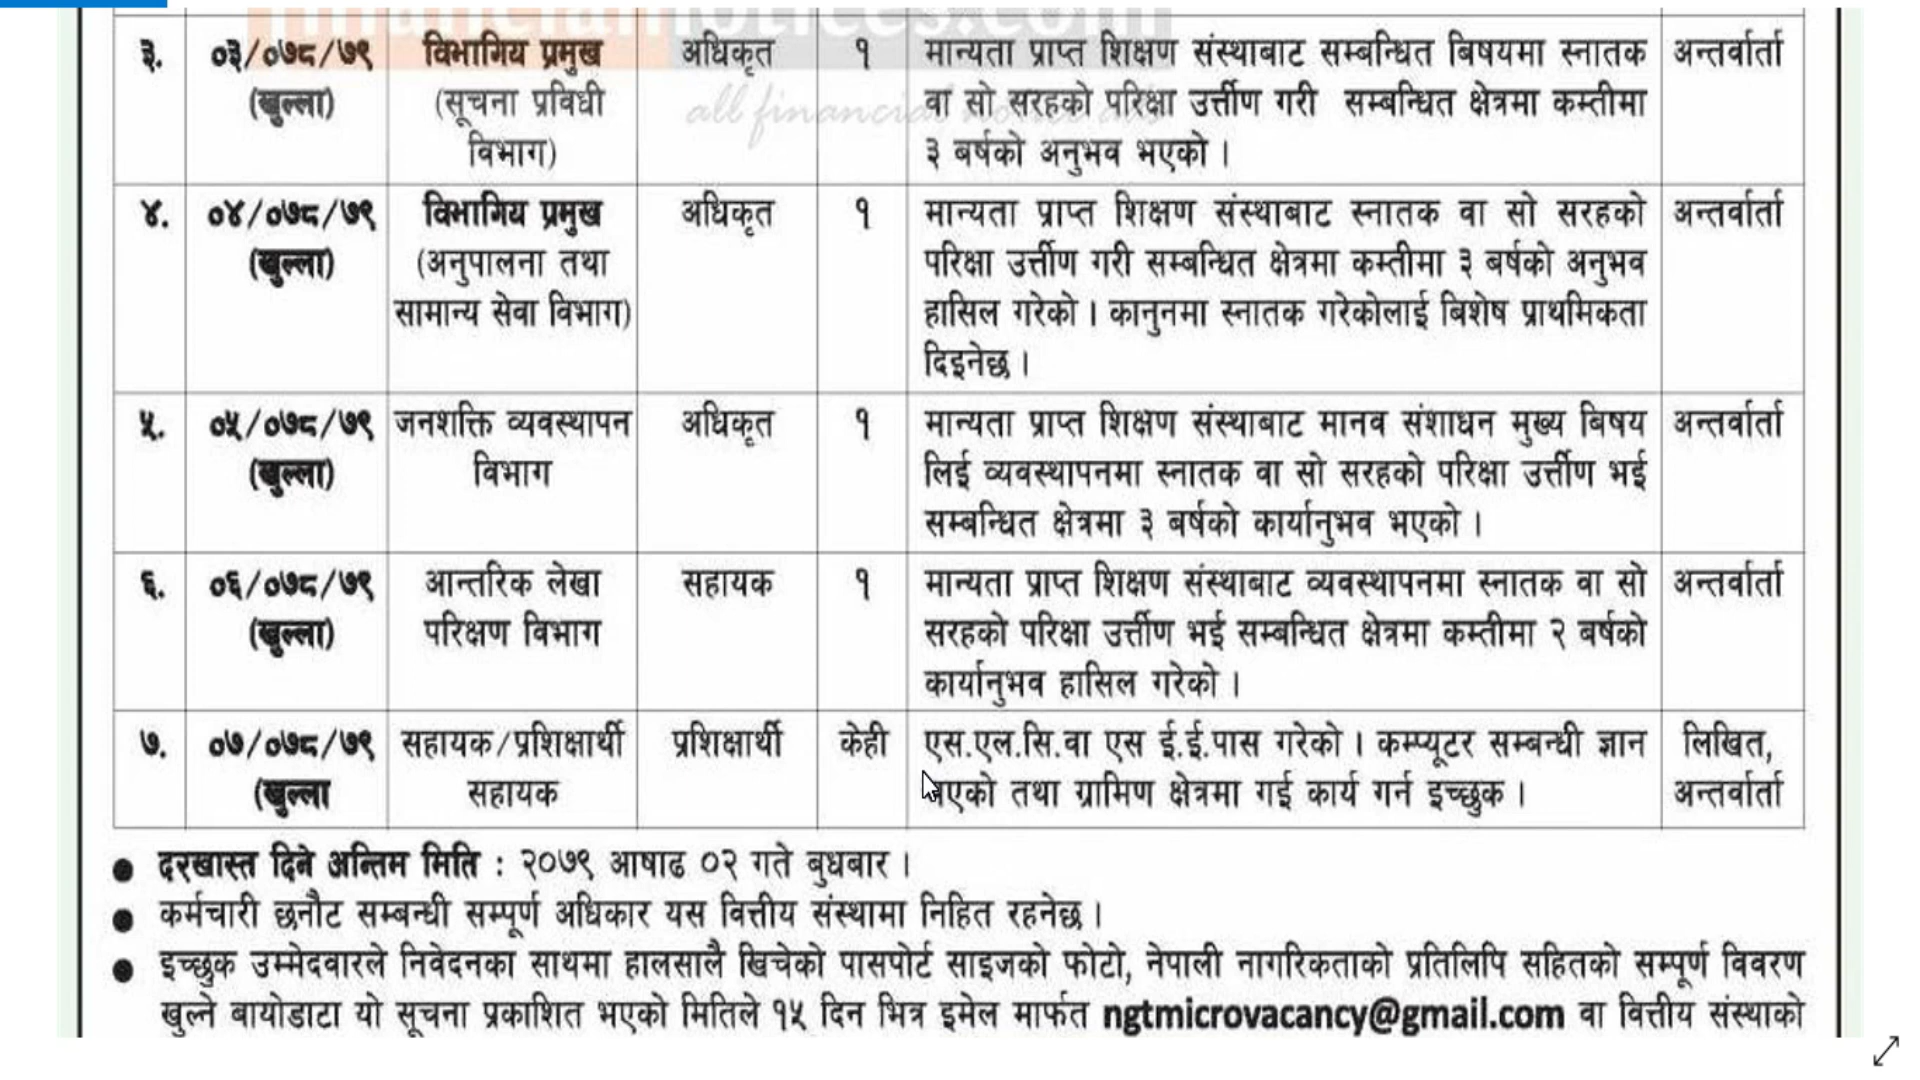 ३. ०३/०७८/७९ विभागिय प्रमुख अधिकृत १ मान्यता प्राप्त शिक्षण संस्थाबाट सम्बन्धित बिषयमा स्नातक अन्तर्वार्ता
(खुल्ला) (सूचना प्रविधी वा सो सरहको परिक्षा उर्त्तीण गरी सम्बन्धित क्षेत्रमा कम्तीमा
विभाग) ३ बर्षको अनुभव भएको ।
all financial
४. ०४/०७८/७९ विभागिय प्रमुख अधिकृत १ मान्यता प्राप्त शिक्षण संस्थाबाट स्नातक वा सो सरहको अन्तर्वार्ता
(खुल्ला) (अनुपालना तथा परिक्षा उर्त्तीण गरी सम्बन्धित क्षेत्रमा कम्तीमा ३ बर्षको अनुभव
सामान्य सेवा विभाग) हासिल गरेको । कानुनमा स्नातक गरेकोलाई बिशेष प्राथमिकता
दिइनेछ ।
५. ०५/०७८/७९ जनशक्ति व्यवस्थापन अधिकृत १ मान्यता प्राप्त शिक्षण संस्थाबाट मानव संशाधन मुख्य बिषय अन्तर्वार्ता
(खुल्ला) विभाग लिई व्यवस्थापनमा स्नातक वा सो सरहको परिक्षा उर्त्तीण भई
सम्बन्धित क्षेत्रमा ३ बर्षको कार्यानुभव भएको ।
६. ०६/०७८/७९ आन्तरिक लेखा सहायक १ मान्यता प्राप्त शिक्षण संस्थाबाट व्यवस्थापनमा स्नातक वा सो अन्तर्वार्ता
(खुल्ला) परिक्षण विभाग सरहको परिक्षा उर्त्तीण भई सम्बन्धित क्षेत्रमा कम्तीमा २ बर्षको
कार्यानुभव हासिल गरेको ।
७. ०७/०७८/७९ सहायक/प्रशिक्षार्थी प्रशिक्षार्थी केही एस.एल.सि.वा एस ई.ई.पास गरेको । कम्प्यूटर सम्बन्धी ज्ञान लिखित,
(खुल्ला सहायक भएको तथा ग्रामिण क्षेत्रमा गई कार्य गर्न इच्छुक । अन्तर्वार्ता
● दरखास्त दिने अन्तिम मिति : २०७९ आषाढ ०२ गते बुधबार ।
● कर्मचारी छनौट सम्बन्धी सम्पूर्ण अधिकार यस वित्तीय संस्थामा निहित रहनेछ ।
● इच्छुक उम्मेदवारले निवेदनका साथमा हालसालै खिचेको पासपोर्ट साइजको फोटो, नेपाली नागरिकताको प्रतिलिपि सहितको सम्पूर्ण विवरण
खुल्ने बायोडाटा यो सूचना प्रकाशित भएको मितिले १५ दिन भित्र इमेल मार्फत ngtmicrovacancy@gmail.com वा वित्तीय संस्थाको